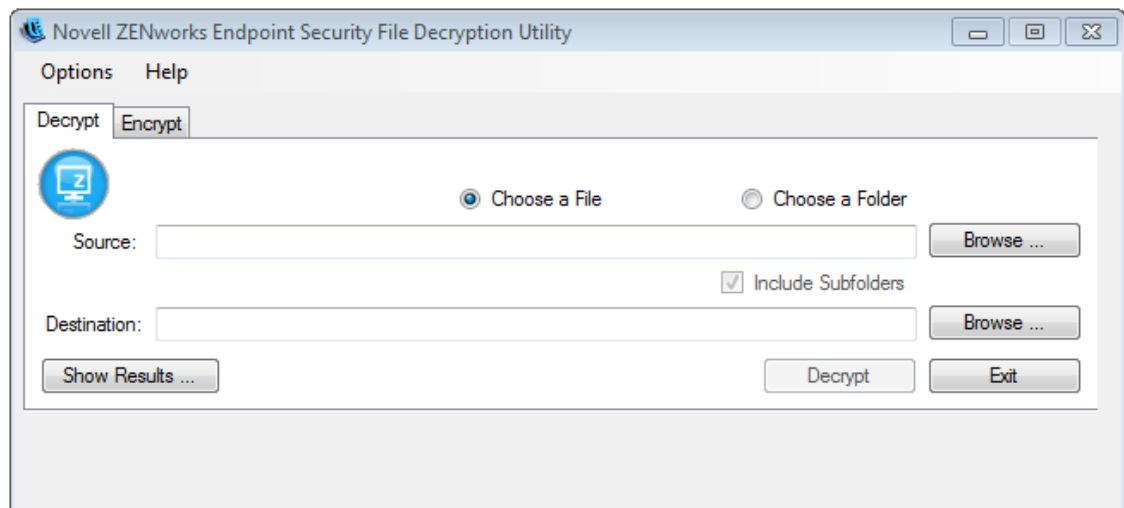 Novell ZENworks Endpoint Security File Decryption Utility
Options Help
Decrypt Encrypt
Z
Choose a File Choose a Folder
Source: Browse ...
Include Subfolders
Destination: Browse ...
Show Results ... Decrypt Exit